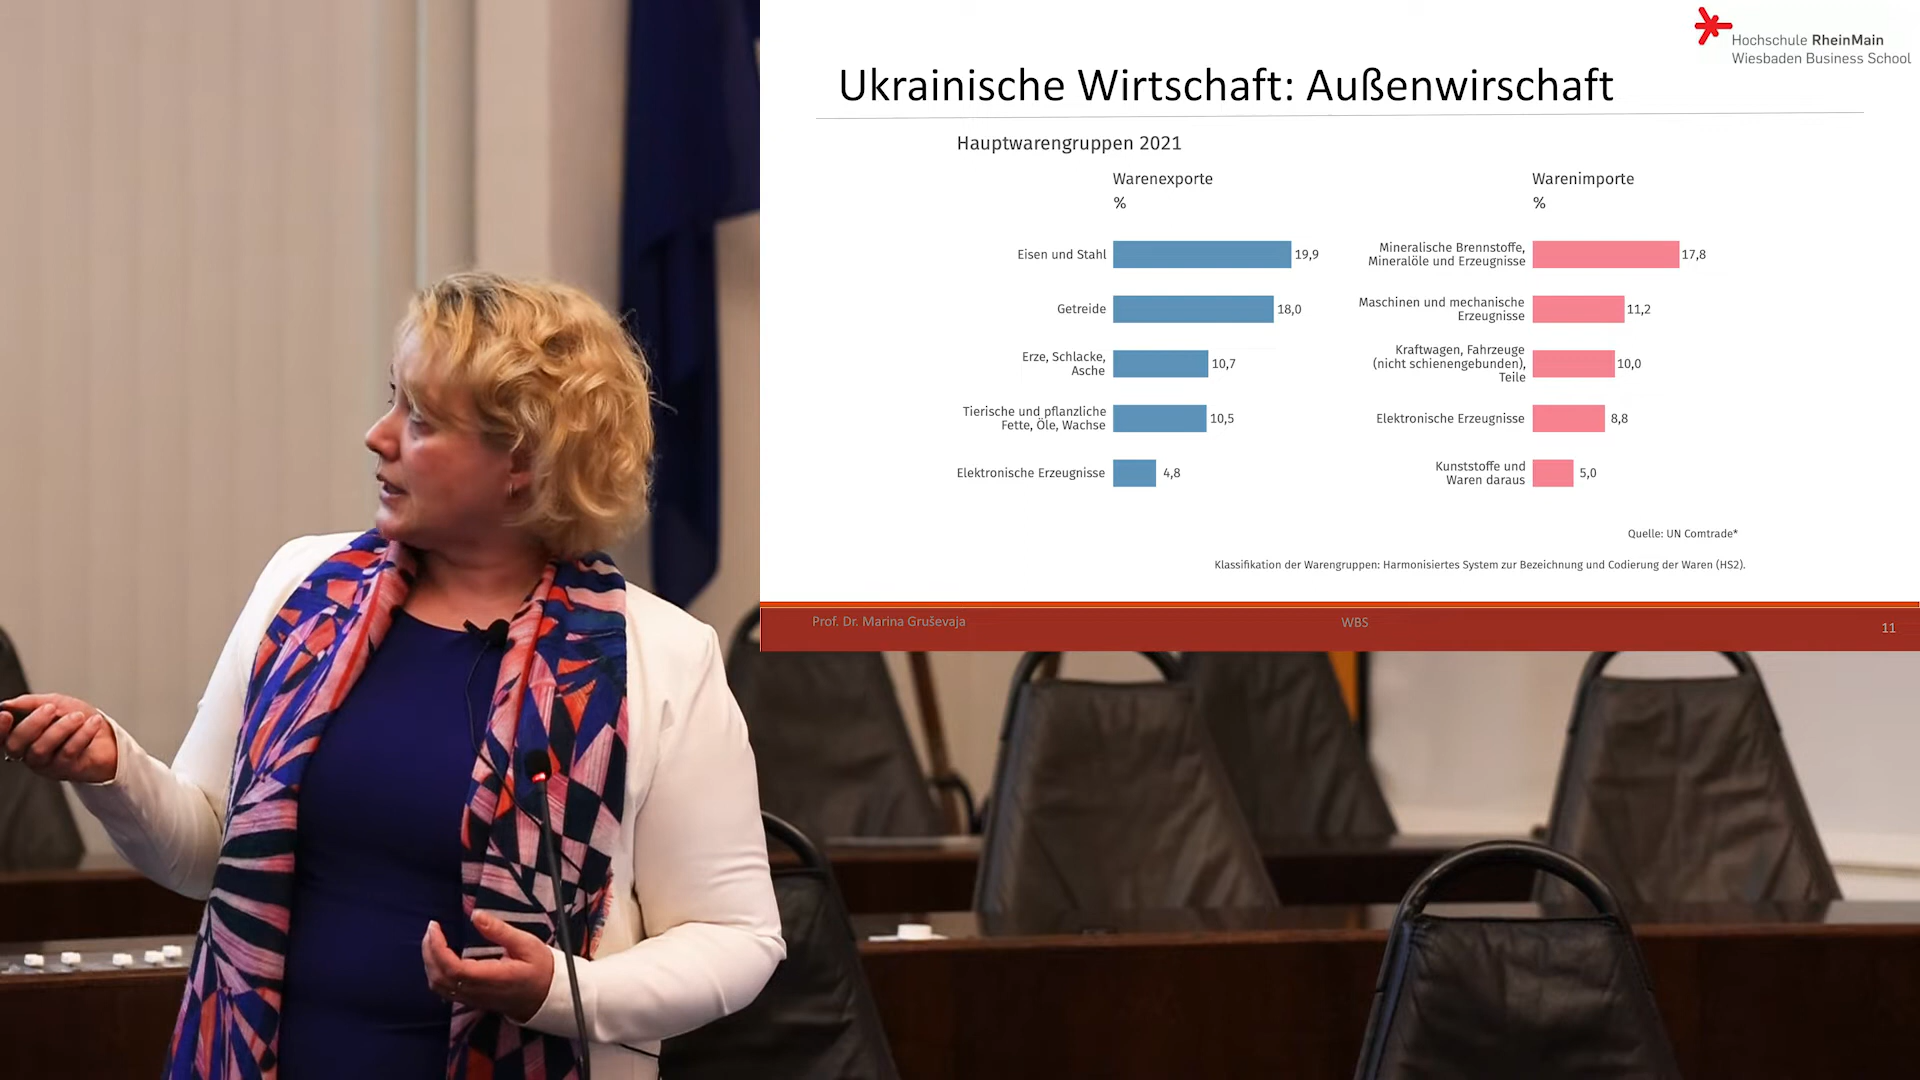 Hochschule RheinMain
Wiesbaden Business School
Ukrainische Wirtschaft: Außenwirschaft
Hauptwarengruppen 2021
Warenexporte
%
Eisen und Stahl 19,9
Getreide 18,0
Erze, Schlacke,
Asche 10,7
Tierische und pflanzliche
Fette, Öle, Wachse 10,5
Elektronische Erzeugnisse 4,8
Warenimporte
%
Mineralische Brennstoffe,
Mineralöle und Erzeugnisse 17,8
Maschinen und mechanische
Erzeugnisse 11,2
Kraftwagen, Fahrzeuge
(nicht schienengebunden),
Teile 10,0
Elektronische Erzeugnisse 8,8
Kunststoffe und
Waren daraus 5,0
Quelle: UN Comtrade*
Klassifikation der Warengruppen: Harmonisiertes System zur Bezeichnung und Codierung der Waren (HS2).
Prof. Dr. Marina Gruševaja WBS 11